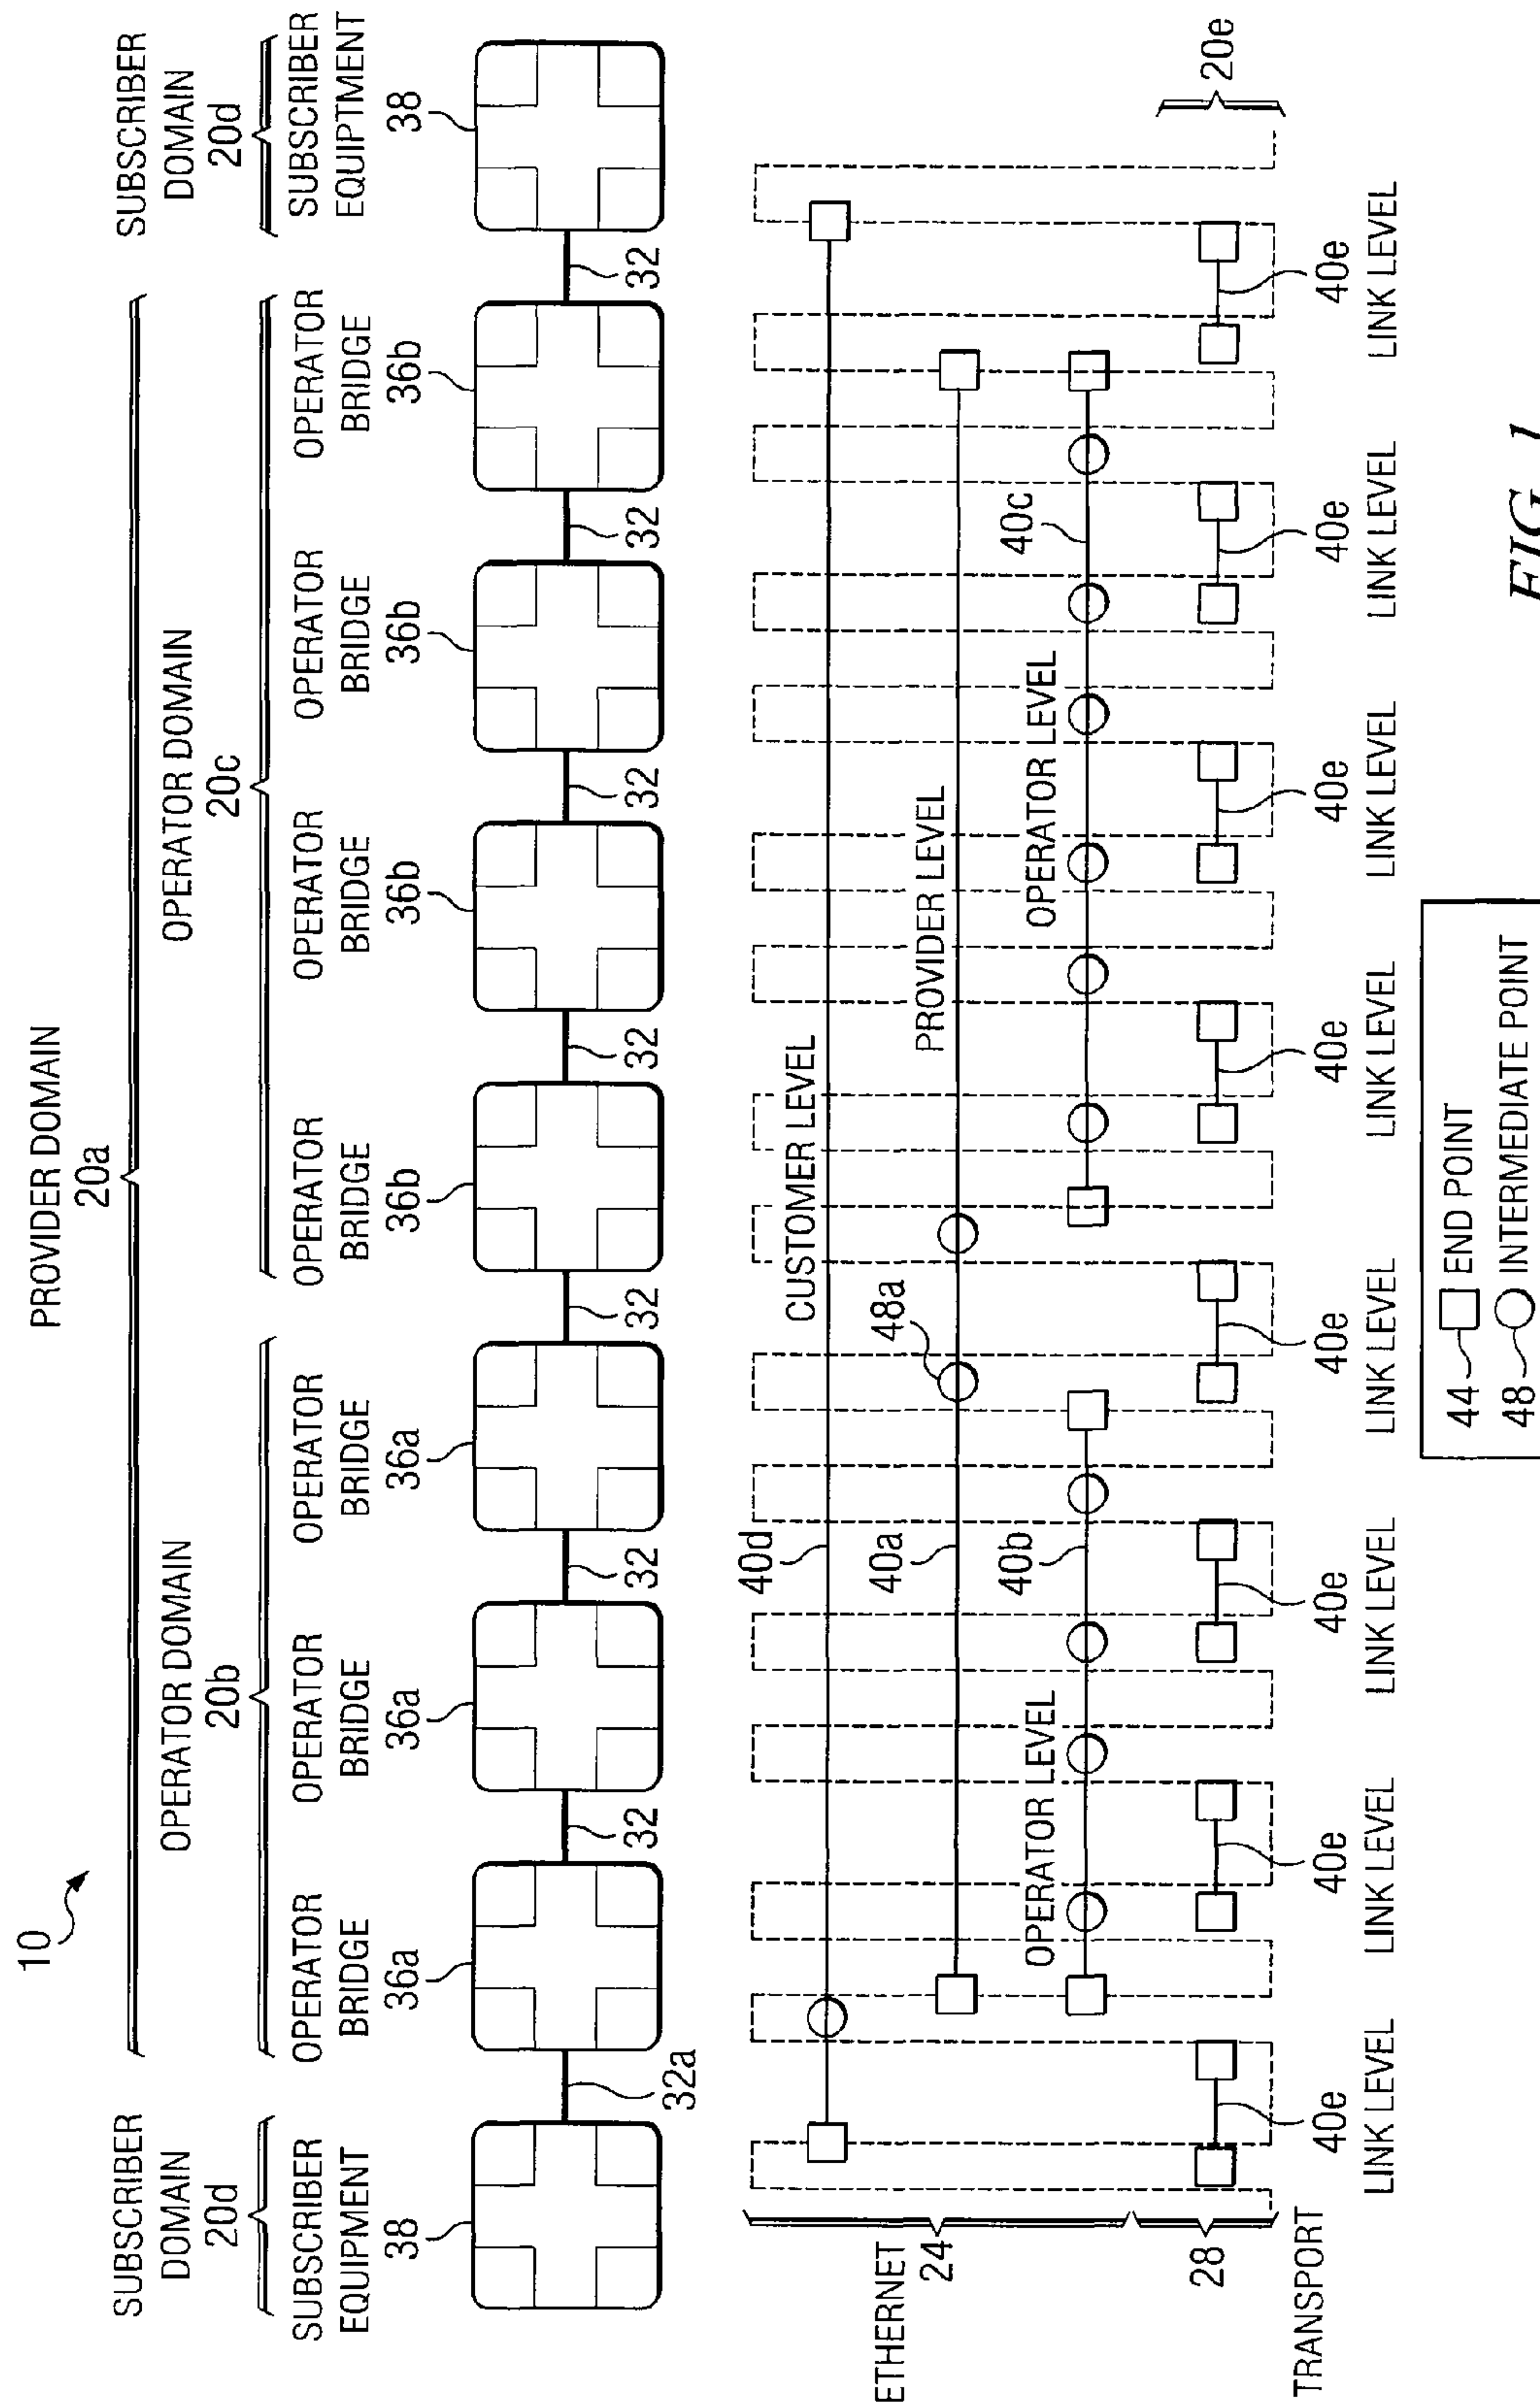 10
PROVIDER DOMAIN
20a
SUBSCRIBER
DOMAIN
20d
OPERATOR DOMAIN
20b
OPERATOR DOMAIN
20c
SUBSCRIBER
DOMAIN
20d
SUBSCRIBER
EQUIPMENT
38
OPERATOR
BRIDGE
36a
OPERATOR
BRIDGE
36a
OPERATOR
BRIDGE
36a
OPERATOR
BRIDGE
36b
OPERATOR
BRIDGE
36b
OPERATOR
BRIDGE
36b
OPERATOR
BRIDGE
36b
SUBSCRIBER
EQUIPTMENT
38
32a
32
32
32
32
32
32
32
ETHERNET
24
40d
CUSTOMER LEVEL
40a
48a
PROVIDER LEVEL
OPERATOR LEVEL
40b
OPERATOR LEVEL
40c
28
TRANSPORT
20e
40e
40e
40e
40e
40e
40e
40e
40e
LINK LEVEL
LINK LEVEL
LINK LEVEL
LINK LEVEL
LINK LEVEL
LINK LEVEL
LINK LEVEL
LINK LEVEL
44 END POINT
48 INTERMEDIATE POINT
FIG. 1